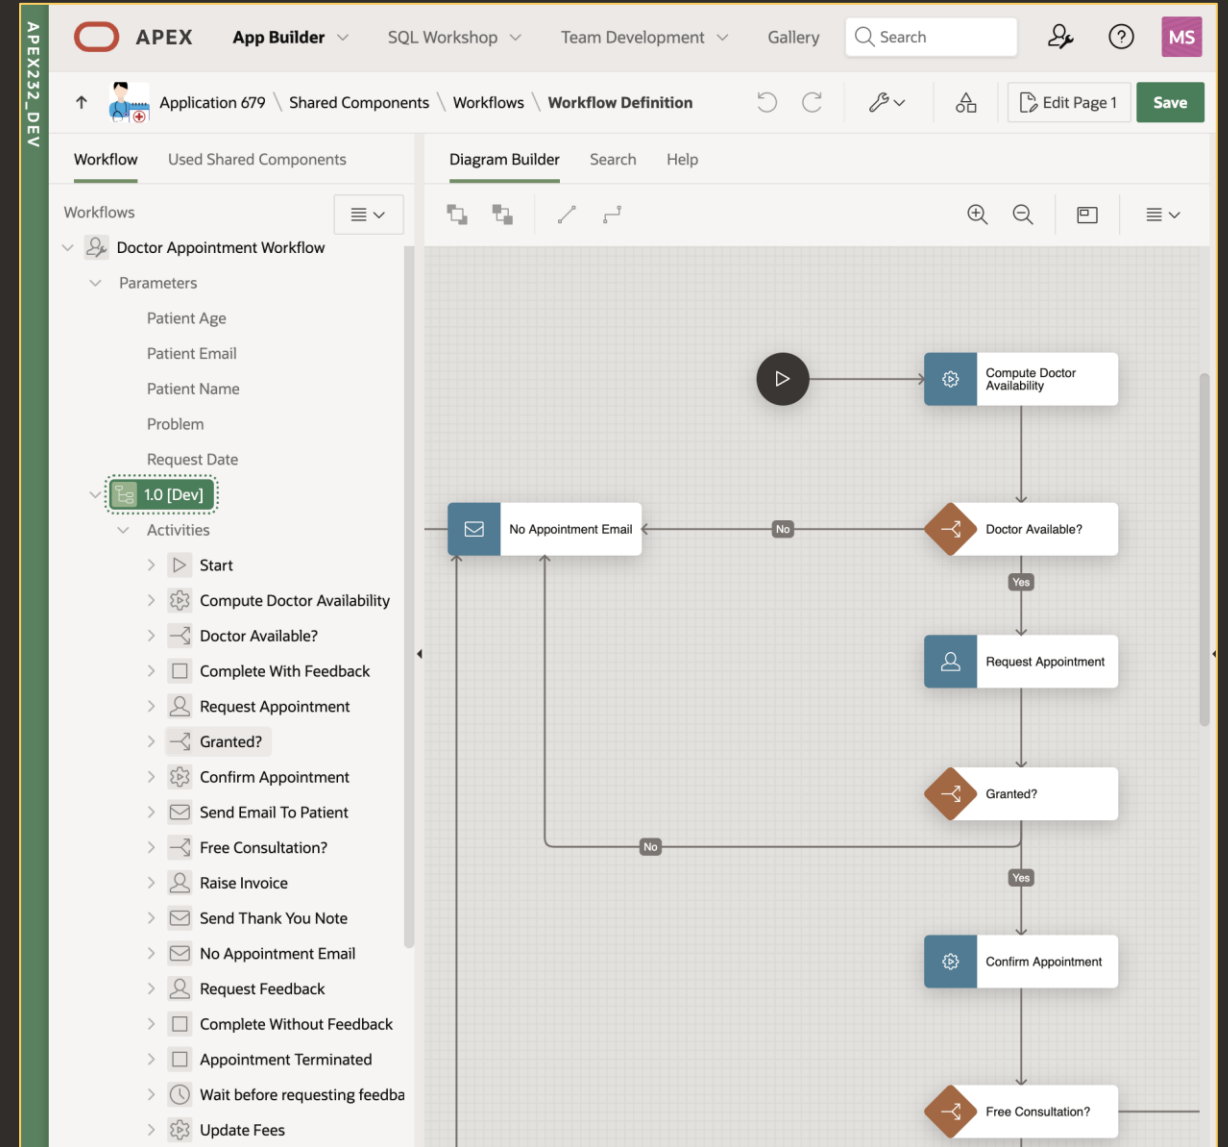 APEX232_DEV
APEX
App Builder
SQL Workshop
Team Development
Gallery
Search
MS
Application 679 \ Shared Components \ Workflows \ Workflow Definition
Edit Page 1
Save
Workflow
Used Shared Components
Workflows
Doctor Appointment Workflow
Parameters
Patient Age
Patient Email
Patient Name
Problem
Request Date
1.0 [Dev]
Activities
Start
Compute Doctor Availability
Doctor Available?
Complete With Feedback
Request Appointment
Granted?
Confirm Appointment
Send Email To Patient
Free Consultation?
Raise Invoice
Send Thank You Note
No Appointment Email
Request Feedback
Complete Without Feedback
Appointment Terminated
Wait before requesting feedba
Update Fees
Diagram Builder
Search
Help
Compute Doctor
Availability
No Appointment Email
No
Doctor Available?
Yes
Request Appointment
Granted?
No
Yes
Confirm Appointment
Free Consultation?